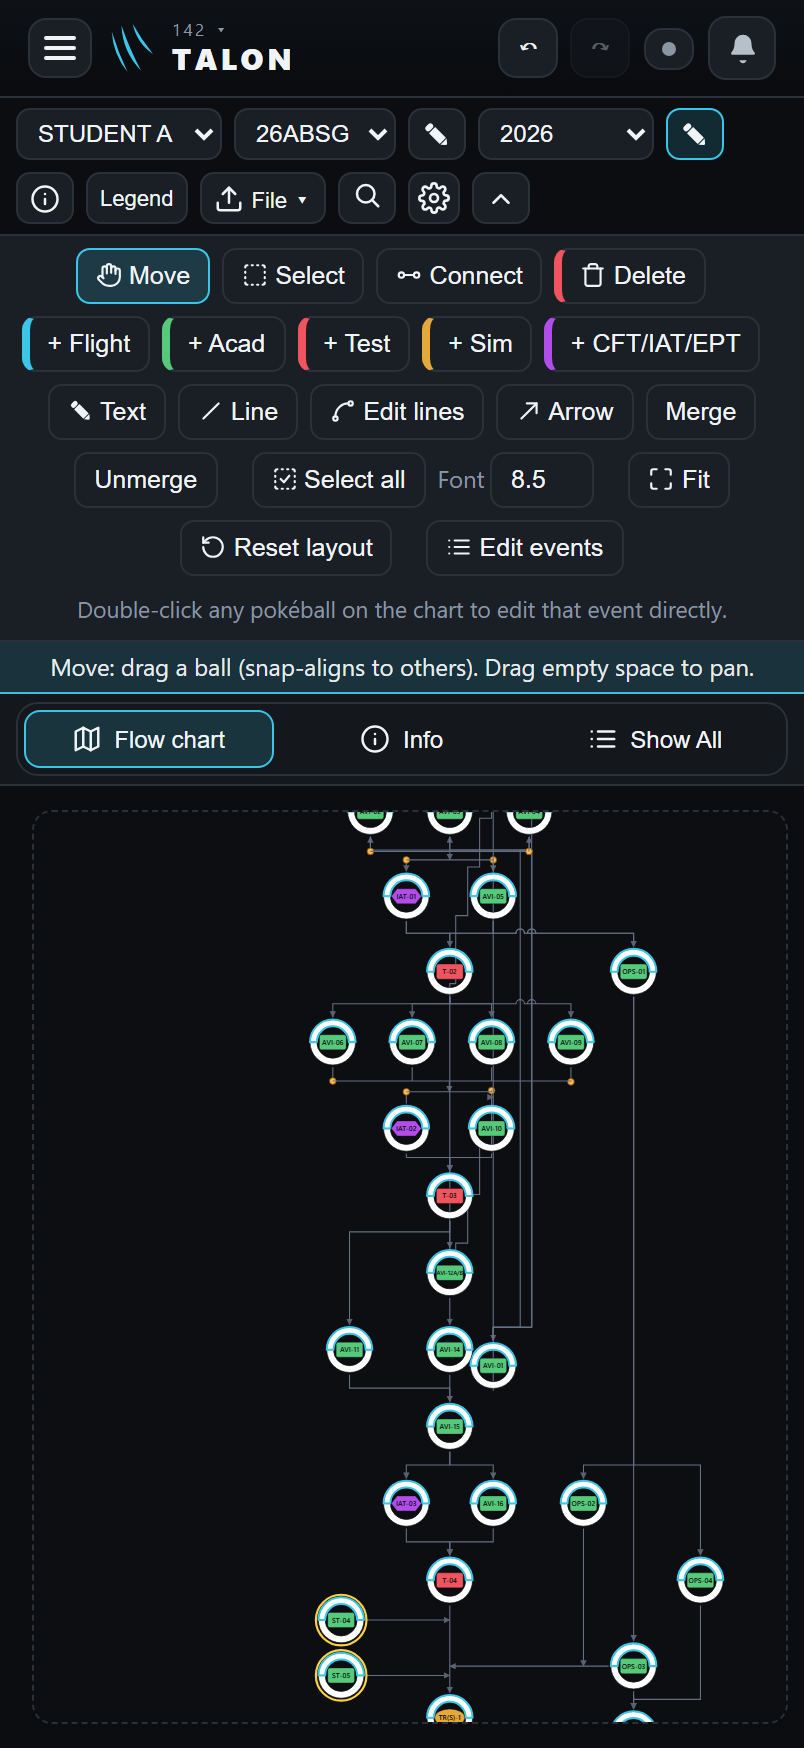 142
TALON
STUDENT A
26ABSG
2026
Legend
File
Move
Select
Connect
Delete
+ Flight
+ Acad
+ Test
+ Sim
+ CFT/IAT/EPT
Text
Line
Edit lines
Arrow
Merge
Unmerge
Select all
Font
8.5
Fit
Reset layout
Edit events
Double-click any pokéball on the chart to edit that event directly.
Move: drag a ball (snap-aligns to others). Drag empty space to pan.
Flow chart
Info
Show All
IAT-01
AVI-05
T-02
OPS-01
AVI-06
AVI-07
AVI-08
AVI-09
IAT-02
AVI-10
T-03
AVI-12A/B
AVI-11
AVI-14
AVI-01
AVI-15
IAT-03
AVI-16
OPS-02
T-04
OPS-04
ST-04
OPS-03
ST-05
TR(S)-1